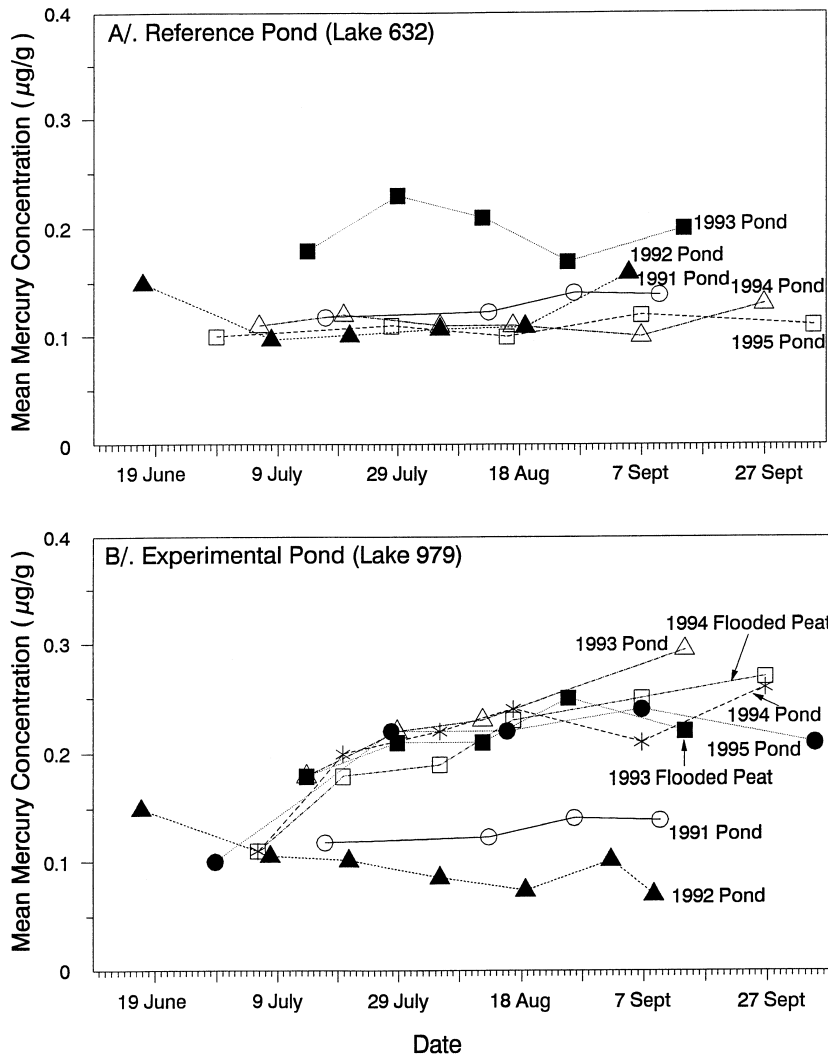 A/. Reference Pond (Lake 632)
Mean Mercury Concentration ( µg/g )
0.4
0.3
0.2
0.1
0
1993 Pond
1992 Pond
1991 Pond
1994 Pond
1995 Pond
19 June 9 July 29 July 18 Aug 7 Sept 27 Sept
B/. Experimental Pond (Lake 979)
Mean Mercury Concentration ( µg/g )
0.4
0.3
0.2
0.1
0
1994 Flooded Peat
1993 Pond
1994 Pond
1995 Pond
1993 Flooded Peat
1991 Pond
1992 Pond
19 June 9 July 29 July 18 Aug 7 Sept 27 Sept
Date